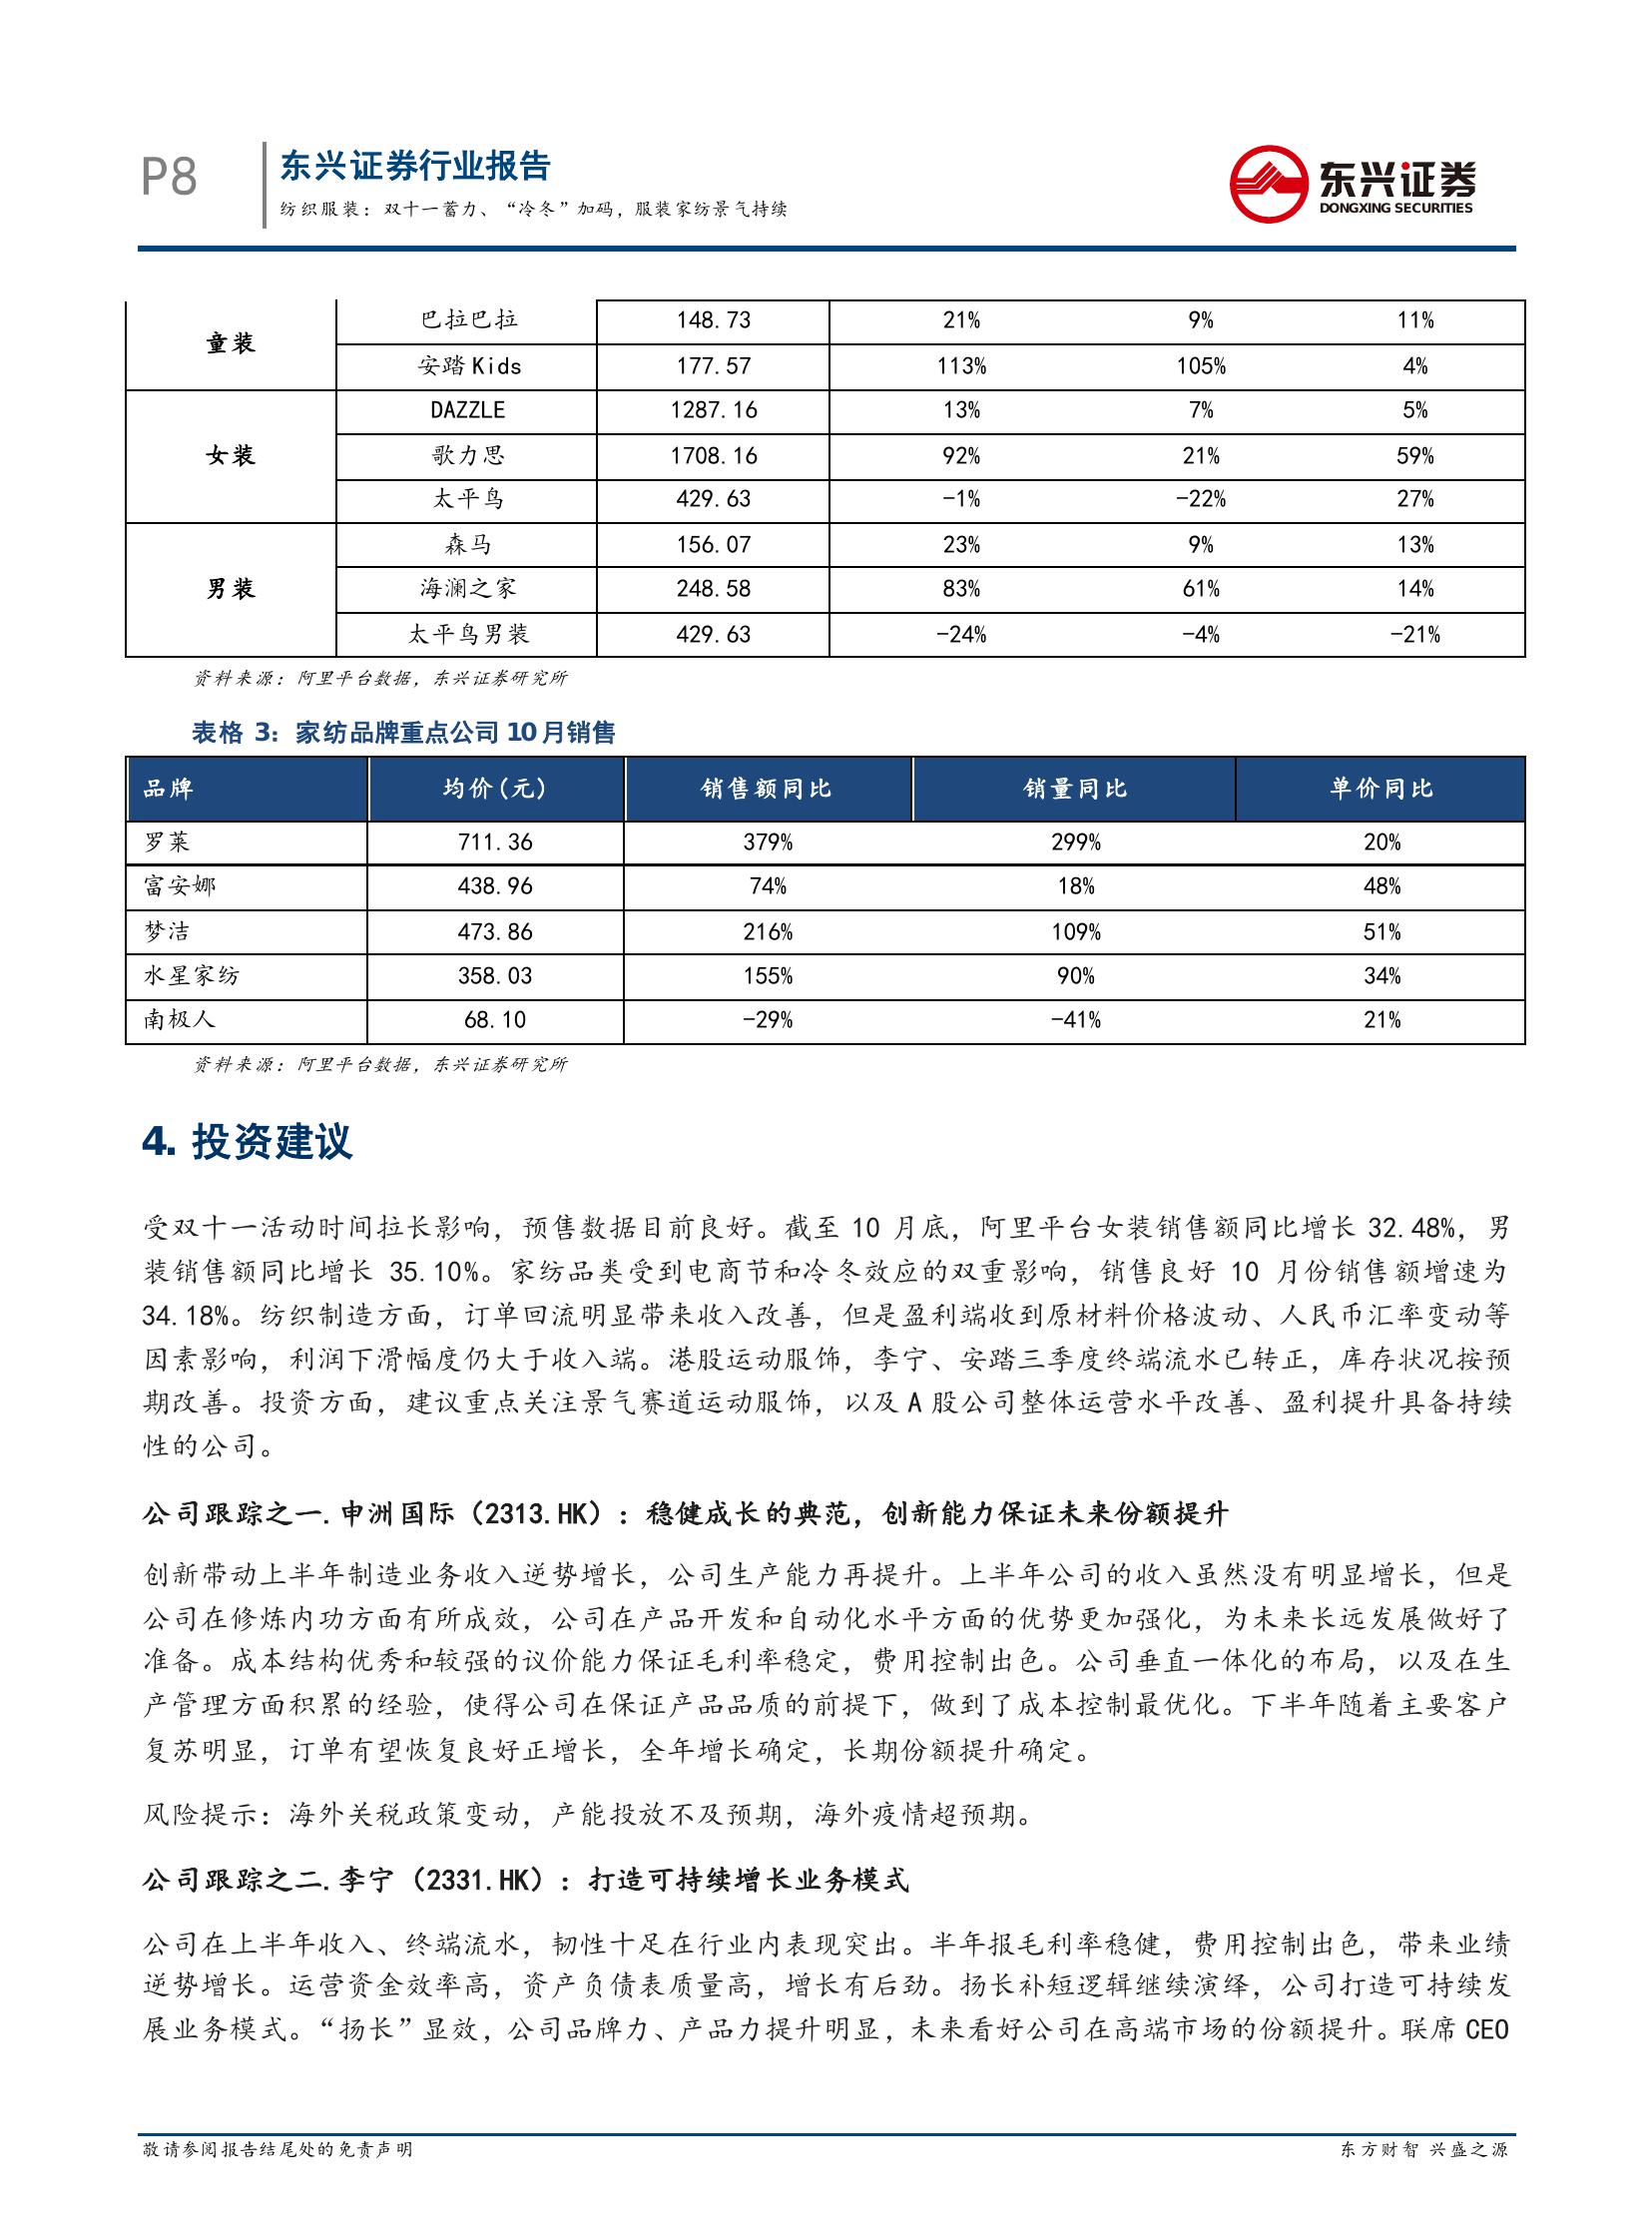 P8
东兴证券行业报告
纺织服装：双十一蓄力、“冷冬”加码，服装家纺景气持续
东兴证券
DONGXING SECURITIES
童装 巴拉巴拉 148.73 21% 9% 11%
安踏 Kids 177.57 113% 105% 4%
女装 DAZZLE 1287.16 13% 7% 5%
歌力思 1708.16 92% 21% 59%
太平鸟 429.63 -1% -22% 27%
男装 森马 156.07 23% 9% 13%
海澜之家 248.58 83% 61% 14%
太平鸟男装 429.63 -24% -4% -21%
资料来源：阿里平台数据，东兴证券研究所
表格 3：家纺品牌重点公司 10 月销售
品牌 均价(元) 销售额同比 销量同比 单价同比
罗莱 711.36 379% 299% 20%
富安娜 438.96 74% 18% 48%
梦洁 473.86 216% 109% 51%
水星家纺 358.03 155% 90% 34%
南极人 68.10 -29% -41% 21%
资料来源：阿里平台数据，东兴证券研究所
4. 投资建议
受双十一活动时间拉长影响，预售数据目前良好。截至 10 月底，阿里平台女装销售额同比增长 32.48%，男
装销售额同比增长 35.10%。家纺品类受到电商节和冷冬效应的双重影响，销售良好 10 月份销售额增速为
34.18%。纺织制造方面，订单回流明显带来收入改善，但是盈利端收到原材料价格波动、人民币汇率变动等
因素影响，利润下滑幅度仍大于收入端。港股运动服饰，李宁、安踏三季度终端流水已转正，库存状况按预
期改善。投资方面，建议重点关注景气赛道运动服饰，以及 A 股公司整体运营水平改善、盈利提升具备持续
性的公司。
公司跟踪之一.申洲国际（2313.HK）：稳健成长的典范，创新能力保证未来份额提升
创新带动上半年制造业务收入逆势增长，公司生产能力再提升。上半年公司的收入虽然没有明显增长，但是
公司在修炼内功方面有所成效，公司在产品开发和自动化水平方面的优势更加强化，为未来长远发展做好了
准备。成本结构优秀和较强的议价能力保证毛利率稳定，费用控制出色。公司垂直一体化的布局，以及在生
产管理方面积累的经验，使得公司在保证产品品质的前提下，做到了成本控制最优化。下半年随着主要客户
复苏明显，订单有望恢复良好正增长，全年增长确定，长期份额提升确定。
风险提示：海外关税政策变动，产能投放不及预期，海外疫情超预期。
公司跟踪之二.李宁（2331.HK）：打造可持续增长业务模式
公司在上半年收入、终端流水，韧性十足在行业内表现突出。半年报毛利率稳健，费用控制出色，带来业绩
逆势增长。运营资金效率高，资产负债表质量高，增长有后劲。扬长补短逻辑继续演绎，公司打造可持续发
展业务模式。“扬长”显效，公司品牌力、产品力提升明显，未来看好公司在高端市场的份额提升。联席 CEO
敬请参阅报告结尾处的免责声明
东方财智 兴盛之源